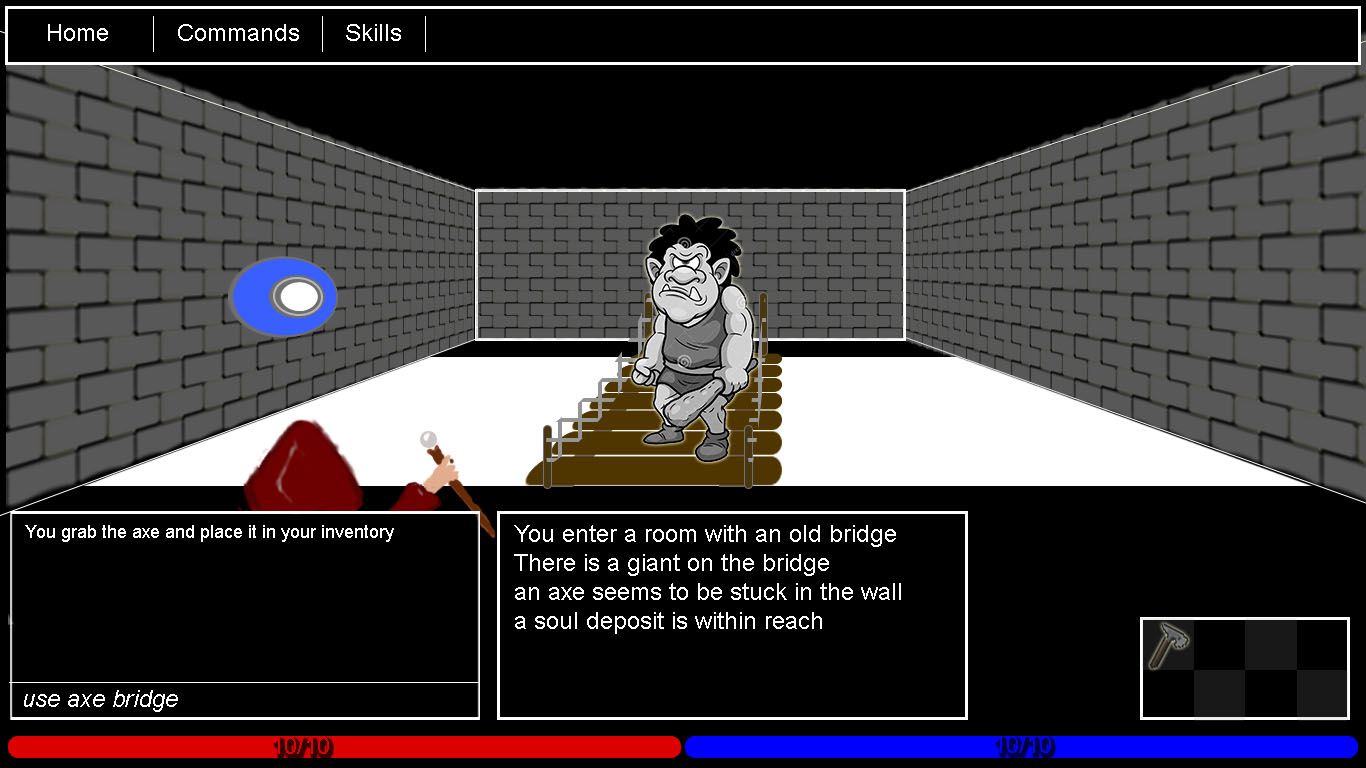 Home
Commands
Skills
You grab the axe and place it in your inventory
use axe bridge
You enter a room with an old bridge
There is a giant on the bridge
an axe seems to be stuck in the wall
a soul deposit is within reach
10/10
10/10